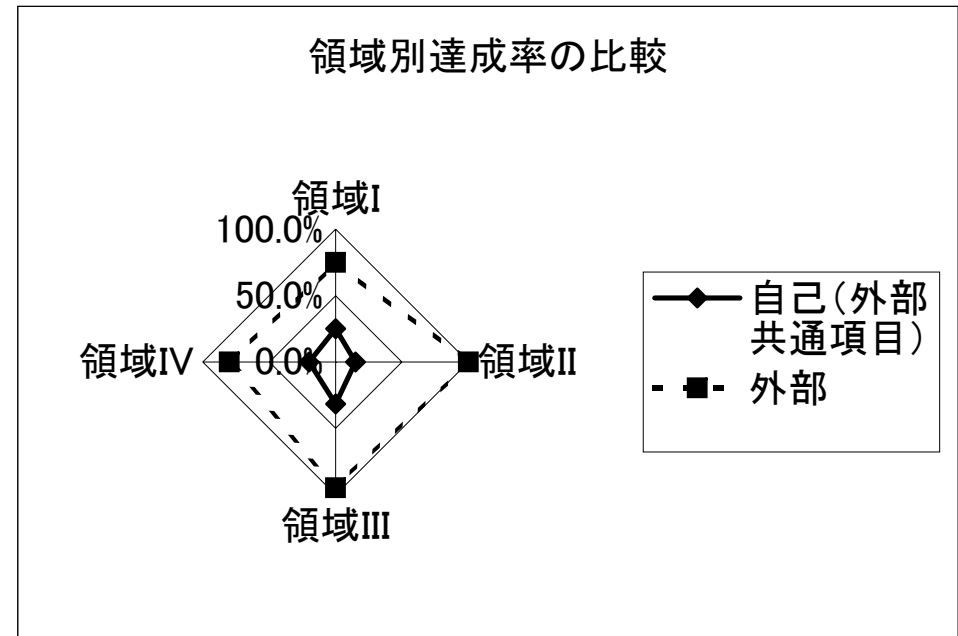 領域別達成率の比較
領域I
100.0%
50.0%
0.0%
領域IV
領域II
領域III
自己(外部
共通項目)
外部